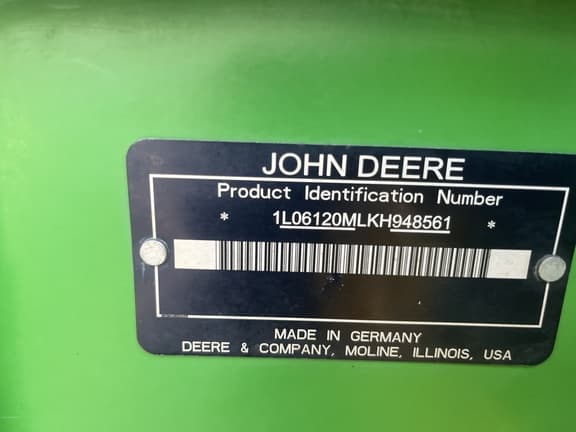 JOHN DEERE
Product Identification Number
* 1L06120MLKH948561 *
MADE IN GERMANY
DEERE & COMPANY, MOLINE, ILLINOIS, USA